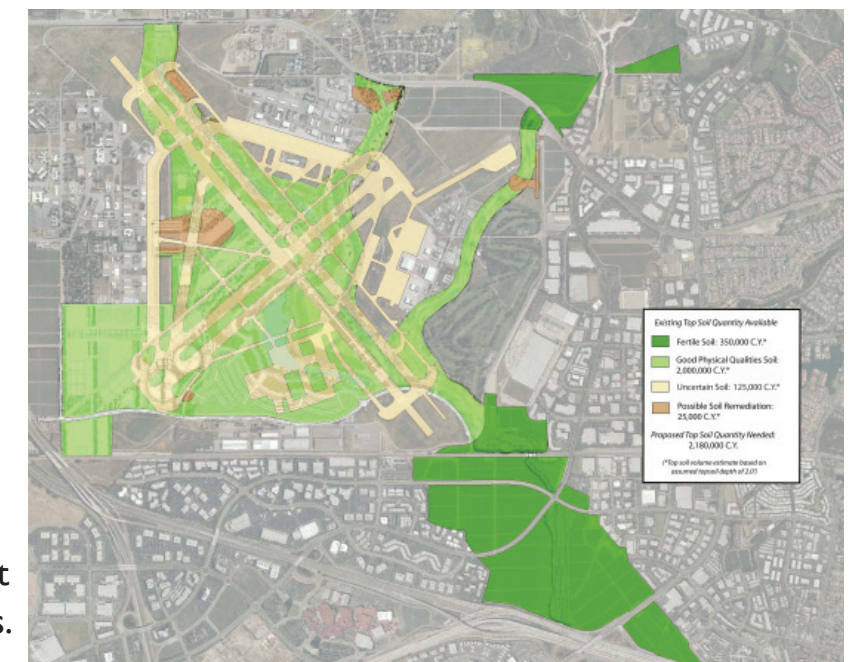 Existing Top Soil Quantity Available
Fertile Soil: 350,000 C.Y.*
Good Physical Qualities Soil:
2,000,000 C.Y.*
Uncertain Soil: 125,000 C.Y.*
Possible Soil Remediation:
25,000 C.Y.*
Proposed Top Soil Quantity Needed:
2,180,000 C.Y.
(*Top soil volume estimate based on
assumed topsoil depth of 2.0')
t
s.